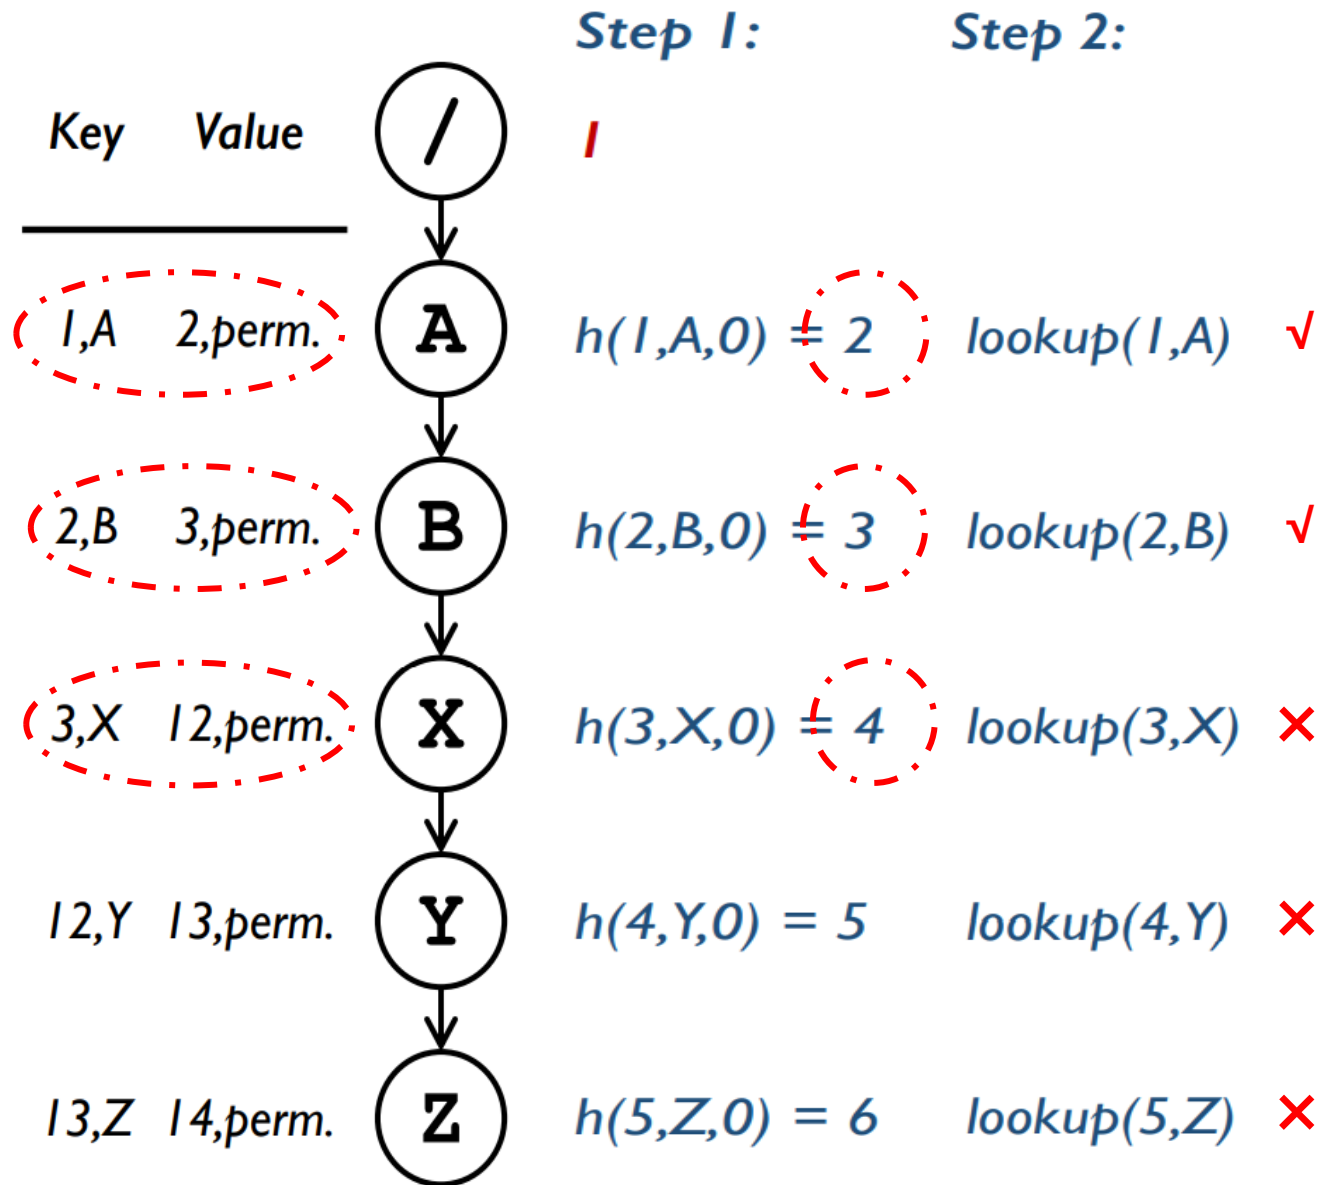 Step 1: Step 2:
Key Value / 1
1,A 2,perm. A h(1,A,0) = 2 lookup(1,A) √
2,B 3,perm. B h(2,B,0) = 3 lookup(2,B) √
3,X 12,perm. X h(3,X,0) = 4 lookup(3,X) ×
12,Y 13,perm. Y h(4,Y,0) = 5 lookup(4,Y) ×
13,Z 14,perm. Z h(5,Z,0) = 6 lookup(5,Z) ×